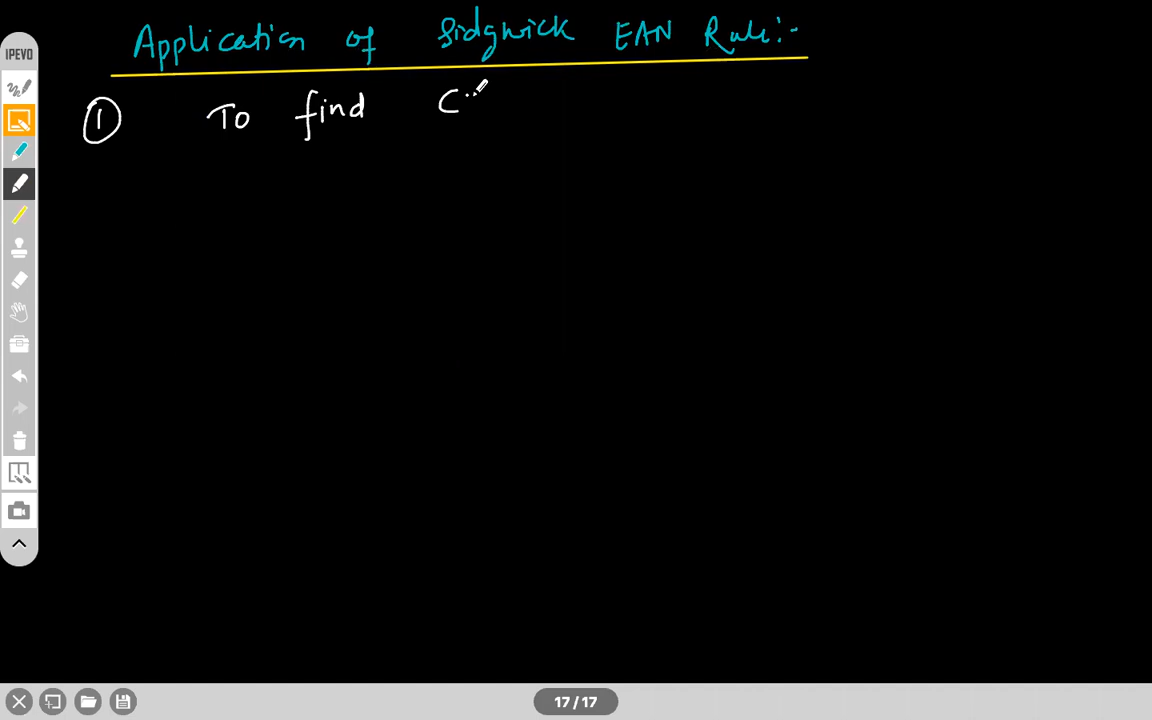 Application of Sidgwick EAN Rule:-
IPEVO
① To find C
17/17